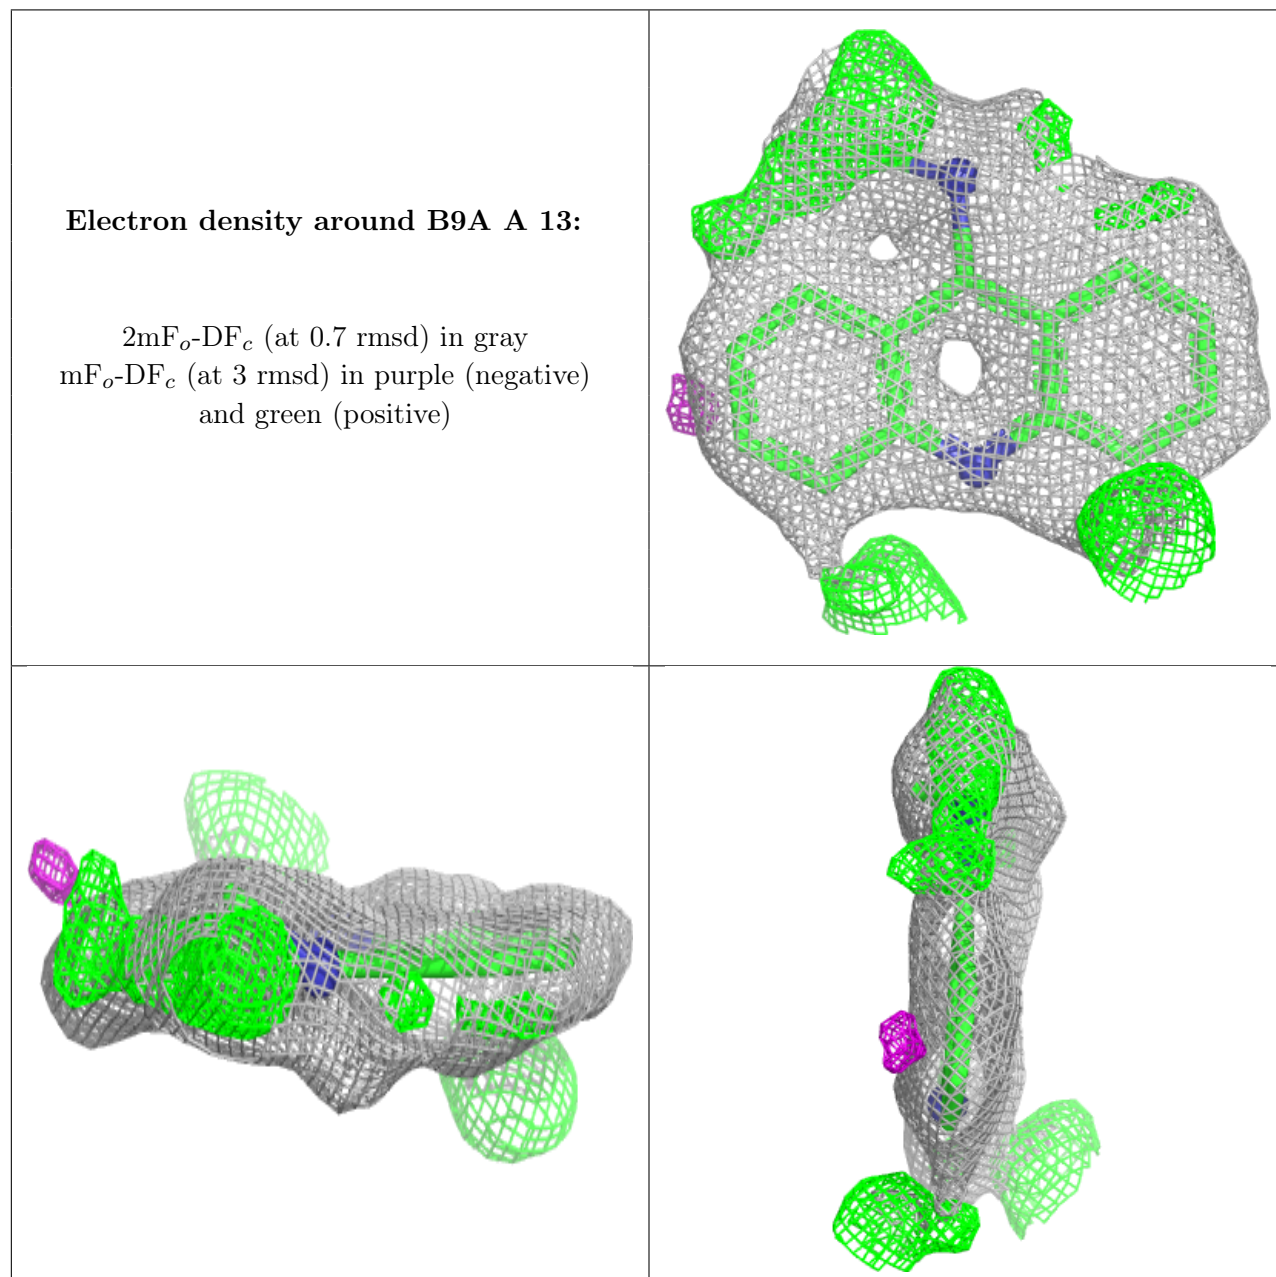 Electron density around B9A A 13:
2mFₒ-DF𝒸 (at 0.7 rmsd) in gray
mFₒ-DF𝒸 (at 3 rmsd) in purple (negative)
and green (positive)